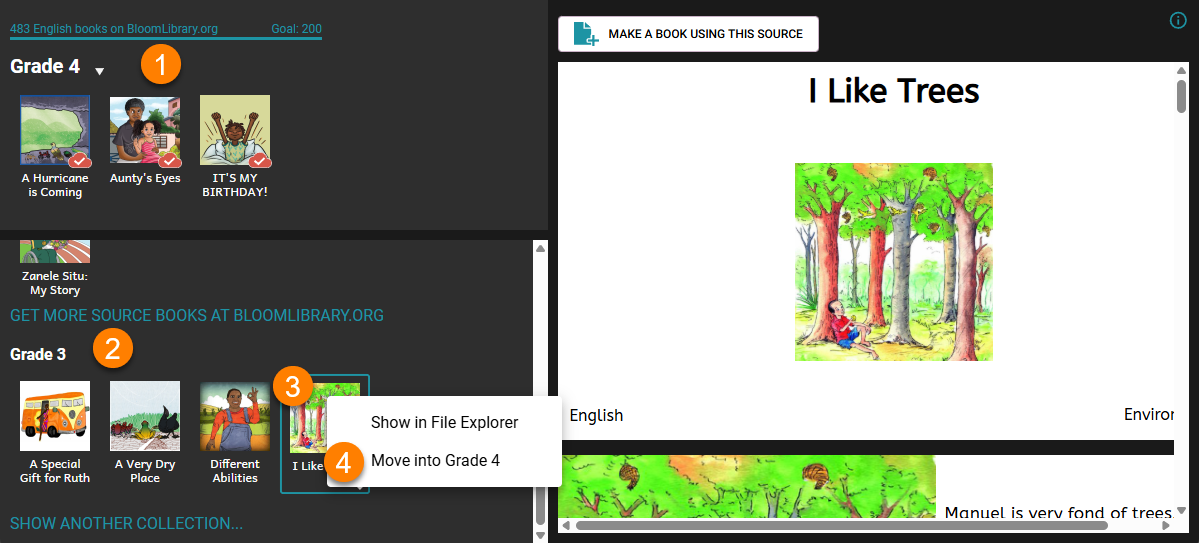 483 English books on BloomLibrary.org Goal: 200
Grade 4
1
A Hurricane
is Coming
Aunty's Eyes
IT'S MY
BIRTHDAY!
Zanele Situ:
My Story
GET MORE SOURCE BOOKS AT BLOOMLIBRARY.ORG
Grade 3
2
3
A Special
Gift for Ruth
A Very Dry
Place
Different
Abilities
I Like
Show in File Explorer
4
Move into Grade 4
SHOW ANOTHER COLLECTION...
MAKE A BOOK USING THIS SOURCE
I Like Trees
English
Environ
Manuel is very fond of trees.